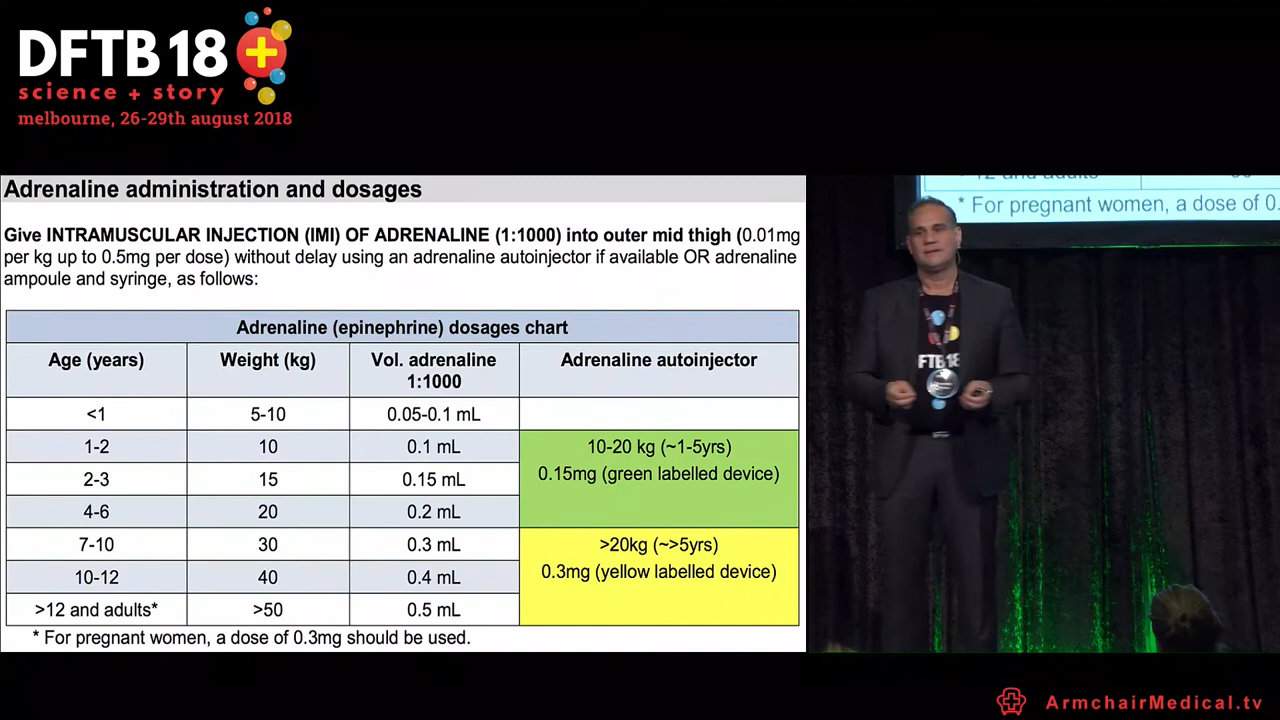 DFTB 18
science + story
melbourne, 26-29th august 2018
Adrenaline administration and dosages
Give INTRAMUSCULAR INJECTION (IMI) OF ADRENALINE (1:1000) into outer mid thigh (0.01mg
per kg up to 0.5mg per dose) without delay using an adrenaline autoinjector if available OR adrenaline
ampoule and syringe, as follows:
Adrenaline (epinephrine) dosages chart
Age (years) Weight (kg) Vol. adrenaline 1:1000 Adrenaline autoinjector
<1 5-10 0.05-0.1 mL
1-2 10 0.1 mL 10-20 kg (~1-5yrs)
0.15mg (green labelled device)
2-3 15 0.15 mL
4-6 20 0.2 mL
7-10 30 0.3 mL >20kg (~>5yrs)
0.3mg (yellow labelled device)
10-12 40 0.4 mL
>12 and adults* >50 0.5 mL
* For pregnant women, a dose of 0.3mg should be used.
12 and adults
* For pregnant women, a dose of 0.
FTB18
ArmchairMedical.tv